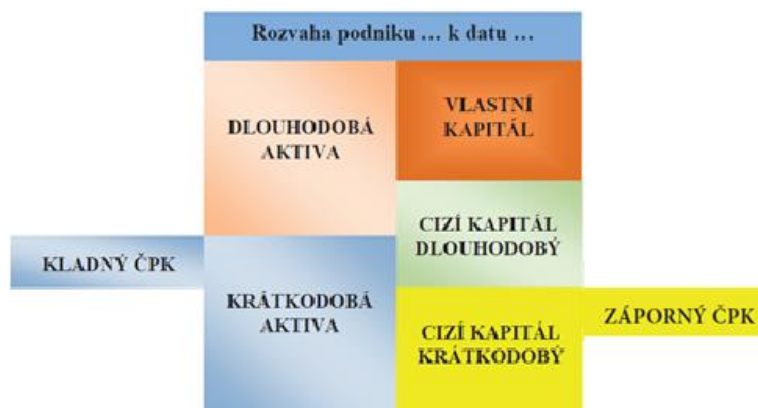 Rozvaha podniku ... k datu ...
DLOUHODOBÁ
AKTIVA
VLASTNÍ
KAPITÁL
CIZÍ KAPITÁL
DLOUHODOBÝ
KLADNÝ ČPK
KRÁTKODOBÁ
AKTIVA
CIZÍ KAPITÁL
KRÁTKODOBÝ
ZÁPORNÝ ČPK